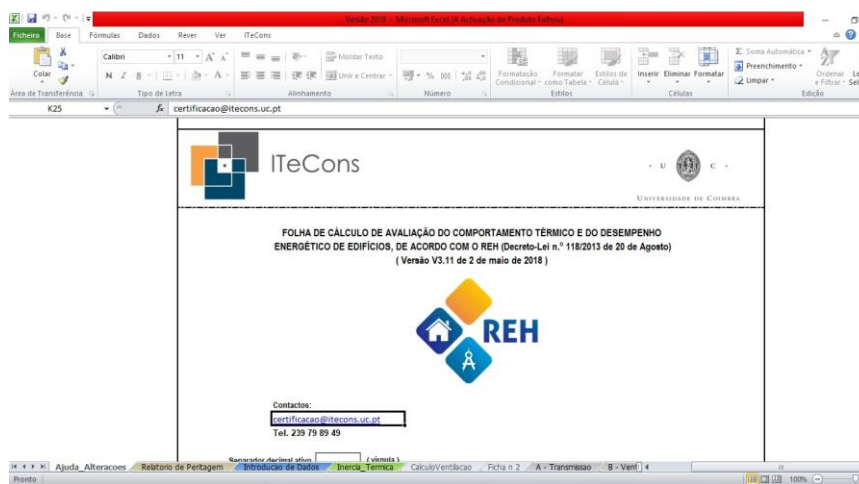 Versão 2018 - Microsoft Excel (A Activação do Produto Falhou)
Ficheiro Base Fórmulas Dados Rever Ver ITeCons
Colar
Calibri 11
N I S
Moldar Texto
Unir e Centrar
% 000
Formatação Condicional
Formatar como Tabela
Estilos de Célula
Inserir Eliminar Formatar
Σ Soma Automática
Preenchimento
Limpar
Ordenar e Filtrar
Área de Transferência Tipo de Letra Alinhamento Número Estilos Células Edição
K25 fx certificacao@itecons.uc.pt
ITeCons
· U C ·
UNIVERSIDADE DE COIMBRA
FOLHA DE CÁLCULO DE AVALIAÇÃO DO COMPORTAMENTO TÉRMICO E DO DESEMPENHO
ENERGÉTICO DE EDIFÍCIOS, DE ACORDO COM O REH (Decreto-Lei n.º 118/2013 de 20 de Agosto)
( Versão V3.11 de 2 de maio de 2018 )
REH
Contactos:
certificacao@itecons.uc.pt
Tel. 239 79 89 49
Separador decimal ativo ( vírgula )
Ajuda_Alteracoes Relatorio de Peritagem Introducao de Dados Inercia_Termica CalculoVentilacao Ficha n 2 A - Transmissao B - Vent
Pronto 100%